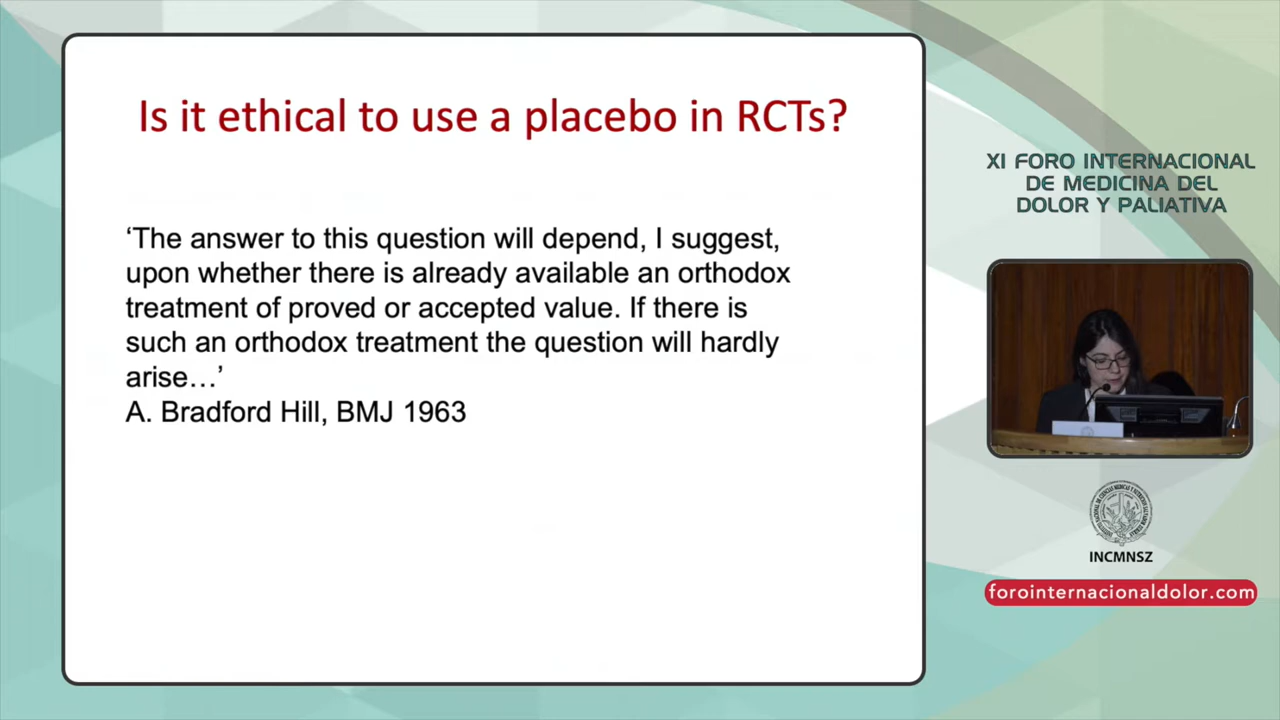 Is it ethical to use a placebo in RCTs?
‘The answer to this question will depend, I suggest,
upon whether there is already available an orthodox
treatment of proved or accepted value. If there is
such an orthodox treatment the question will hardly
arise…’
A. Bradford Hill, BMJ 1963
XI FORO INTERNACIONAL
DE MEDICINA DEL
DOLOR Y PALIATIVA
INCMNSZ
forointernacionaldolor.com